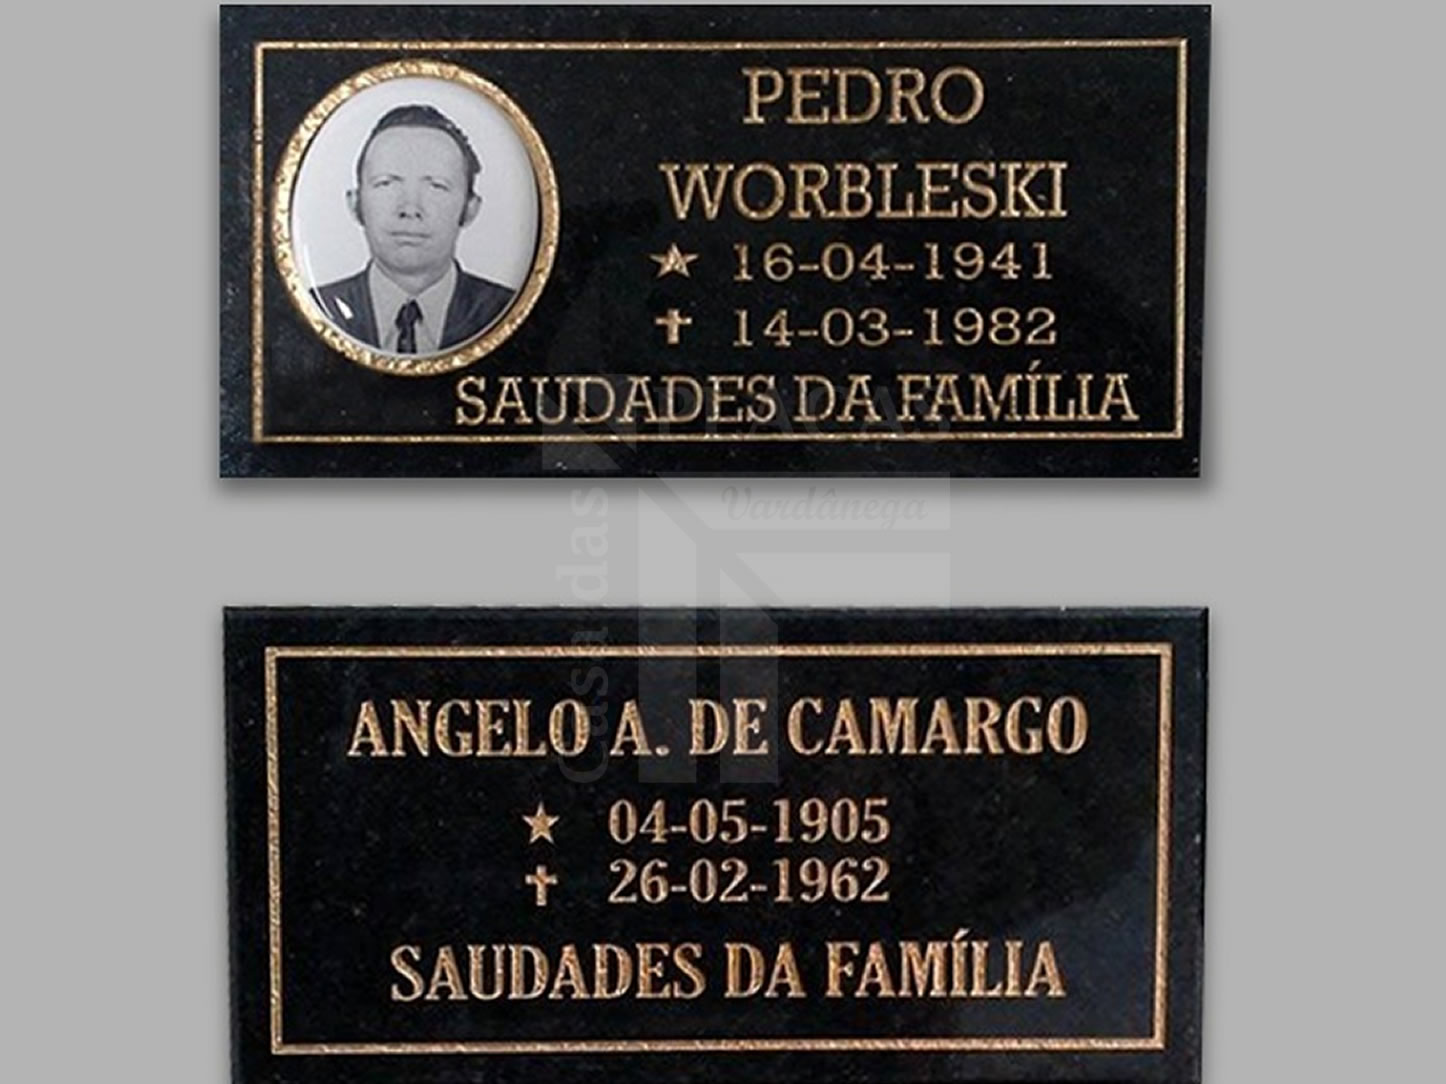 PEDRO
WORBLESKI
★ 16-04-1941
✝ 14-03-1982
SAUDADES DA FAMÍLIA
Casa das
PLACAS
Vardânega
ANGELO A. DE CAMARGO
★ 04-05-1905
✝ 26-02-1962
SAUDADES DA FAMÍLIA